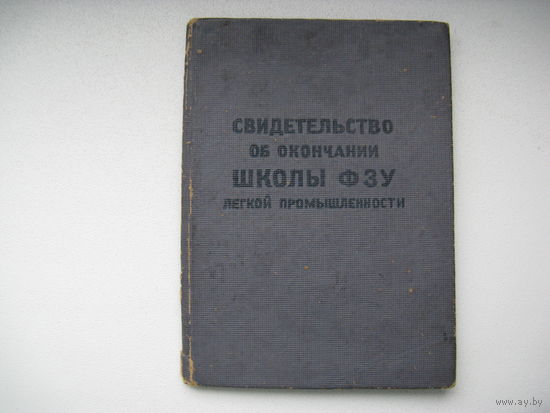 СВИДЕТЕЛЬСТВО
ОБ ОКОНЧАНИИ
ШКОЛЫ ФЗУ
ЛЕГКОЙ ПРОМЫШЛЕННОСТИ
www.ay.by